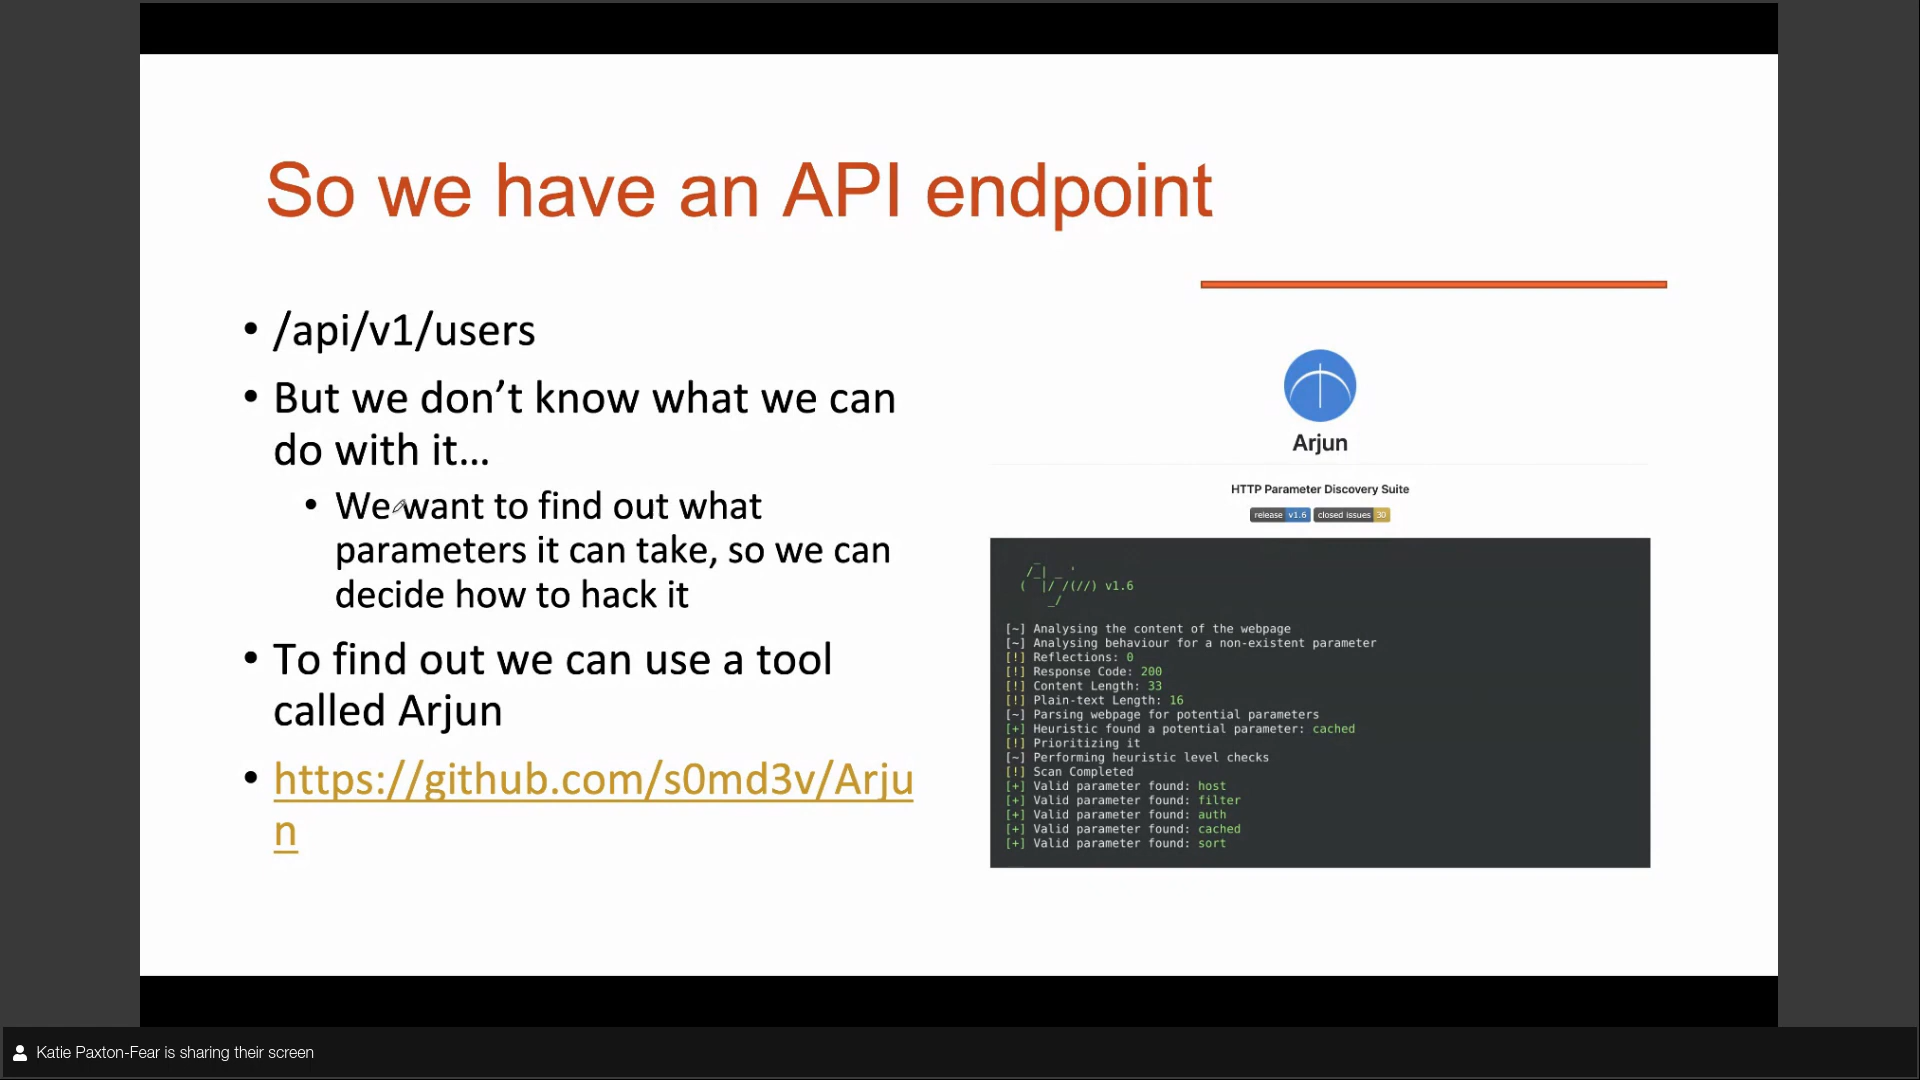 So we have an API endpoint
• /api/v1/users
• But we don’t know what we can
do with it...
• We want to find out what
parameters it can take, so we can
decide how to hack it
• To find out we can use a tool
called Arjun
• https://github.com/s0md3v/Arju
n
Arjun
HTTP Parameter Discovery Suite
release v1.6 closed issues 30
_
/_| _ '
( |/ /(//) v1.6
_/
[~] Analysing the content of the webpage
[~] Analysing behaviour for a non-existent parameter
[!] Reflections: 0
[!] Response Code: 200
[!] Content Length: 33
[!] Plain-text Length: 16
[~] Parsing webpage for potential parameters
[+] Heuristic found a potential parameter: cached
[!] Prioritizing it
[~] Performing heuristic level checks
[!] Scan Completed
[+] Valid parameter found: host
[+] Valid parameter found: filter
[+] Valid parameter found: auth
[+] Valid parameter found: cached
[+] Valid parameter found: sort
Katie Paxton-Fear is sharing their screen